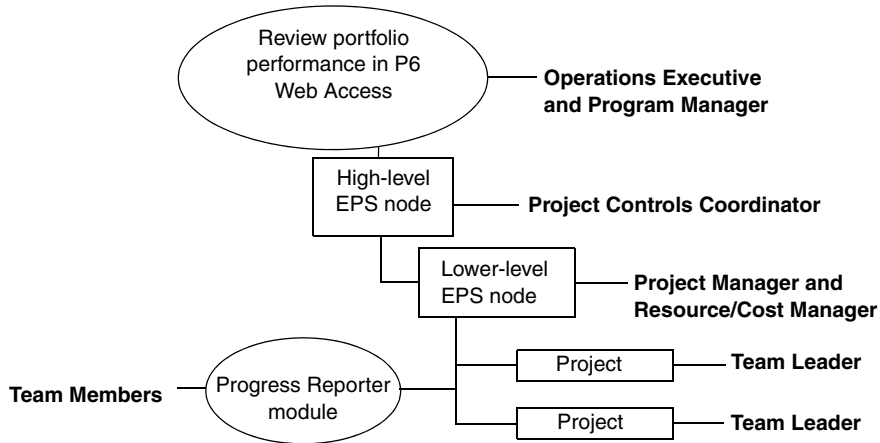 Review portfolio
performance in P6
Web Access
Operations Executive
and Program Manager
High-level
EPS node
Project Controls Coordinator
Lower-level
EPS node
Project Manager and
Resource/Cost Manager
Project
Team Leader
Team Members
Progress Reporter
module
Project
Team Leader